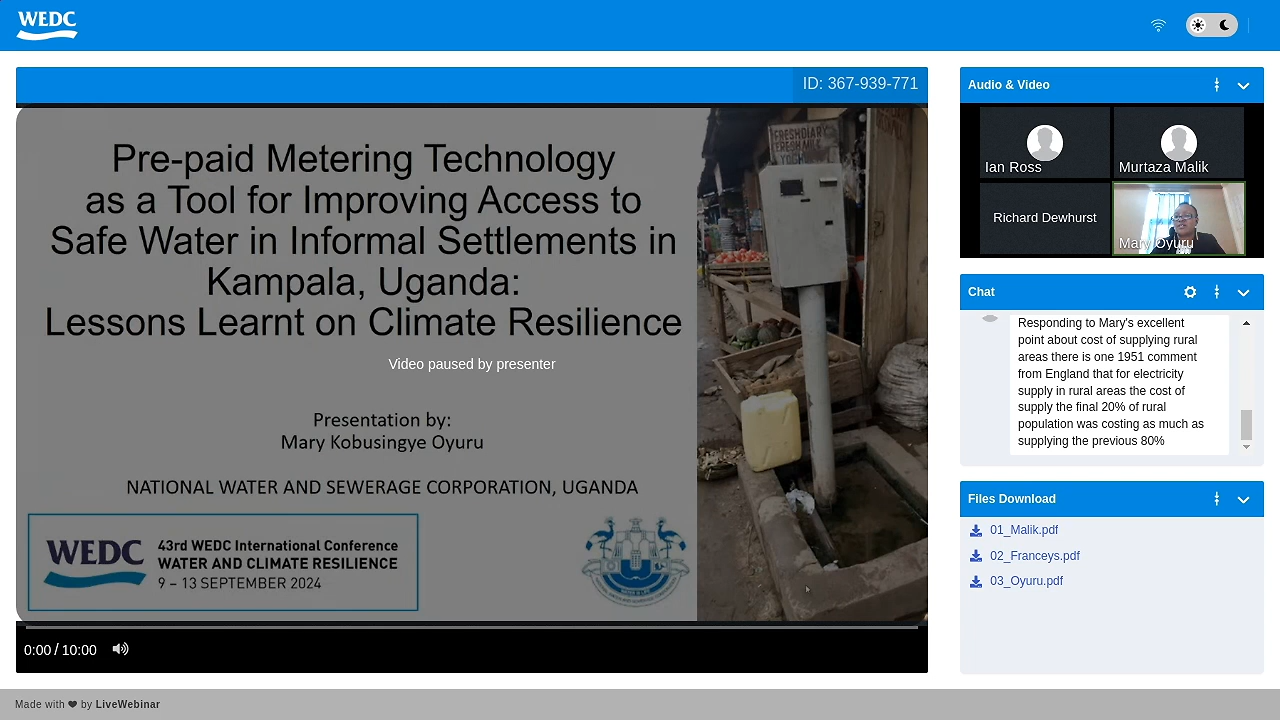 WEDC
ID: 367-939-771
Pre-paid Metering Technology
as a Tool for Improving Access to
Safe Water in Informal Settlements in
Kampala, Uganda:
Lessons Learnt on Climate Resilience
Video paused by presenter
Presentation by:
Mary Kobusingye Oyuru
NATIONAL WATER AND SEWERAGE CORPORATION, UGANDA
WEDC
43rd WEDC International Conference
WATER AND CLIMATE RESILIENCE
9 – 13 SEPTEMBER 2024
FRESHDIARY
FRESH MILK
YOGHU
0:00 / 10:00
Audio & Video
Ian Ross
Murtaza Malik
Richard Dewhurst
Mary Oyuru
Chat
Responding to Mary's excellent
point about cost of supplying rural
areas there is one 1951 comment
from England that for electricity
supply in rural areas the cost of
supply the final 20% of rural
population was costing as much as
supplying the previous 80%
Files Download
01_Malik.pdf
02_Franceys.pdf
03_Oyuru.pdf
Made with by LiveWebinar